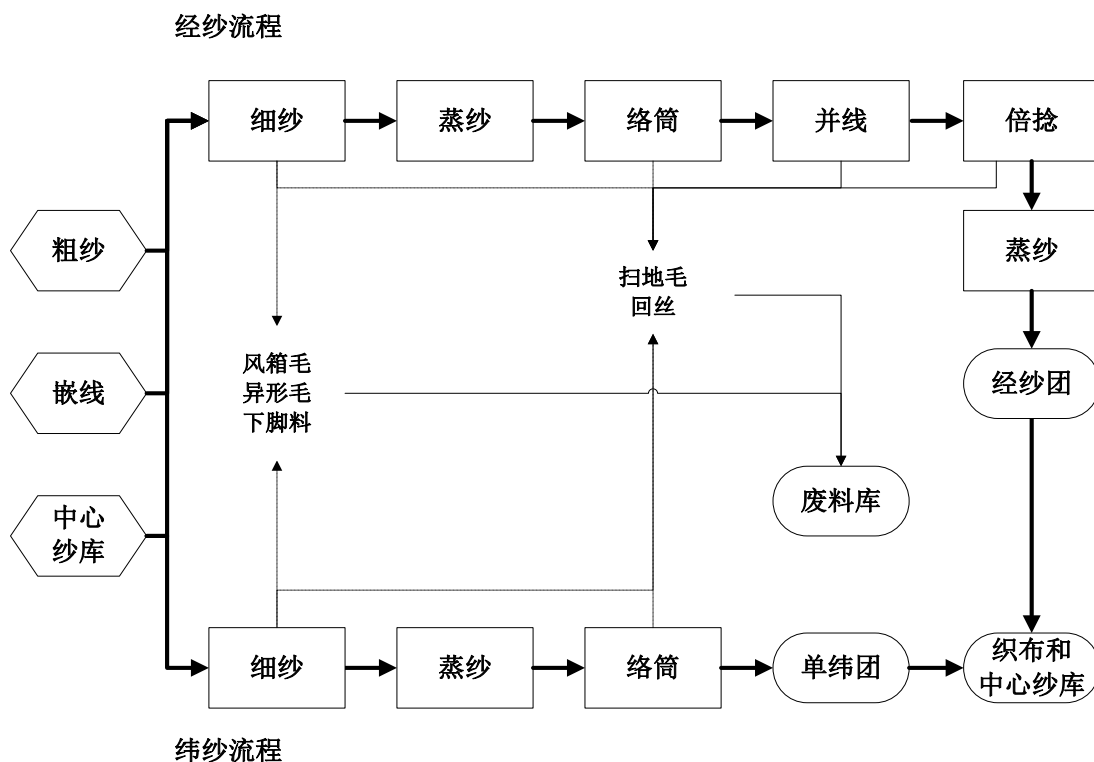 经纱流程
细纱
蒸纱
络筒
并线
倍捻
粗纱
蒸纱
扫地毛
回丝
风箱毛
异形毛
下脚料
嵌线
经纱团
中心
纱库
废料库
细纱
蒸纱
络筒
单纬团
织布和
中心纱库
纬纱流程